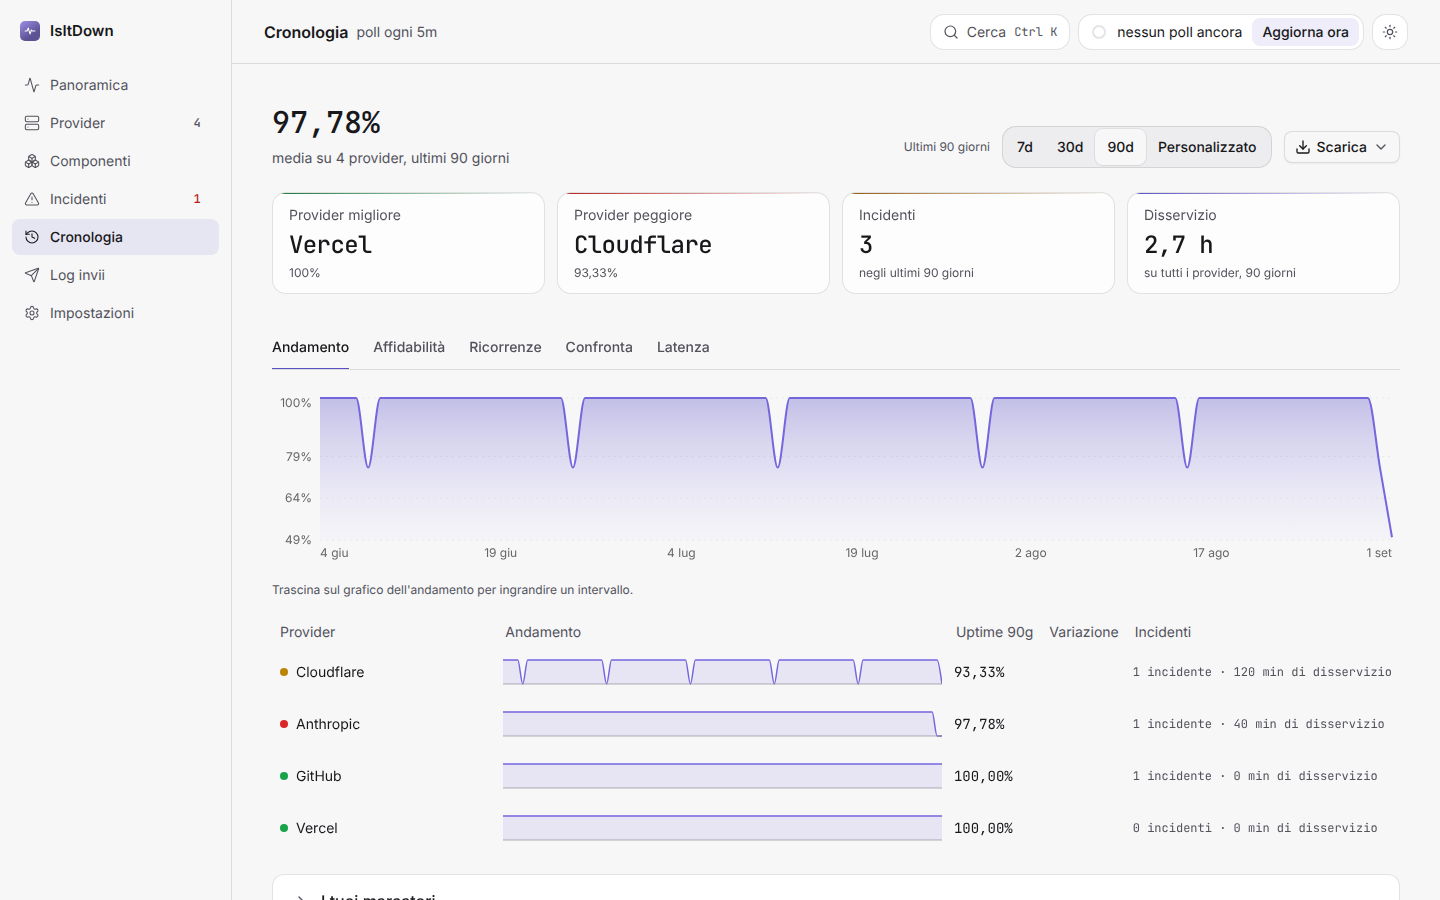 IsItDown
Panoramica
Provider 4
Componenti
Incidenti 1
Cronologia
Log invii
Impostazioni
Cronologia poll ogni 5m
Cerca Ctrl K
nessun poll ancora
Aggiorna ora
97,78%
media su 4 provider, ultimi 90 giorni
Ultimi 90 giorni
7d 30d 90d Personalizzato
Scarica
Provider migliore
Vercel
100%
Provider peggiore
Cloudflare
93,33%
Incidenti
3
negli ultimi 90 giorni
Disservizio
2,7 h
su tutti i provider, 90 giorni
Andamento Affidabilità Ricorrenze Confronta Latenza
100%
79%
64%
49%
4 giu 19 giu 4 lug 19 lug 2 ago 17 ago 1 set
Trascina sul grafico dell'andamento per ingrandire un intervallo.
Provider Andamento Uptime 90g Variazione Incidenti
Cloudflare 93,33% 1 incidente · 120 min di disservizio
Anthropic 97,78% 1 incidente · 40 min di disservizio
GitHub 100,00% 1 incidente · 0 min di disservizio
Vercel 100,00% 0 incidenti · 0 min di disservizio